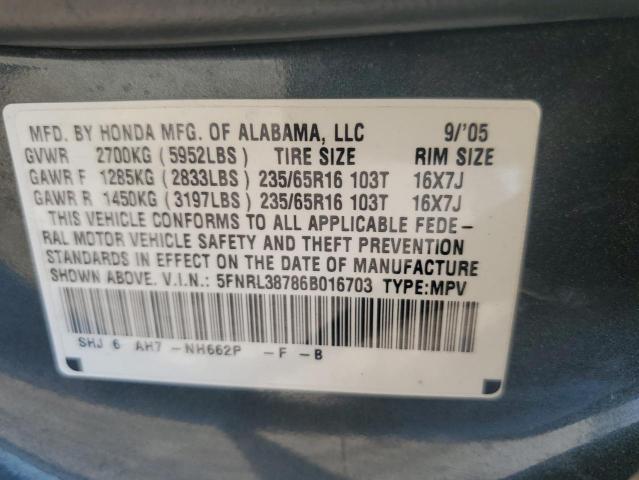 MFD. BY HONDA MFG. OF ALABAMA, LLC 9/'05
GVWR 2700KG (5952LBS) TIRE SIZE RIM SIZE
GAWR F 1285KG (2833LBS) 235/65R16 103T 16X7J
GAWR R 1450KG (3197LBS) 235/65R16 103T 16X7J
THIS VEHICLE CONFORMS TO ALL APPLICABLE FEDE-
RAL MOTOR VEHICLE SAFETY AND THEFT PREVENTION
STANDARDS IN EFFECT ON THE DATE OF MANUFACTURE
SHOWN ABOVE. V.I.N.: 5FNRL38786B016703 TYPE:MPV
SHJ 6 AH7 -NH662P -F -B